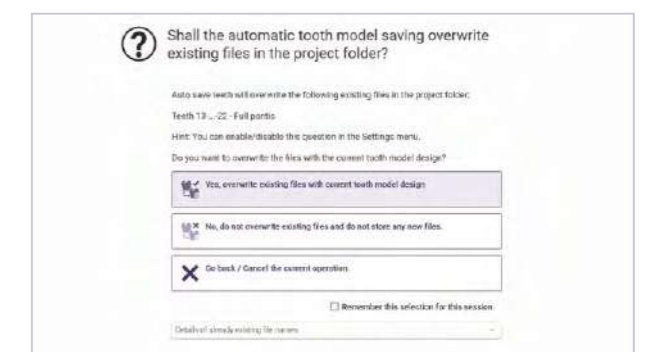 Shall the automatic tooth model saving overwrite
existing files in the project folder?
Auto save teeth will overwrite the following existing files in the project folder:
Teeth 13-...-22 - Full
Hint: You can enable/disable this question in the Settings menu.
Do you want to overwrite the files with the current tooth model design?
Yes, overwrite existing files with current tooth model design
No, do not overwrite existing files and do not store any new files.
Go back / Cancel the current operation
Remember this selection for this session
Details of already existing file names